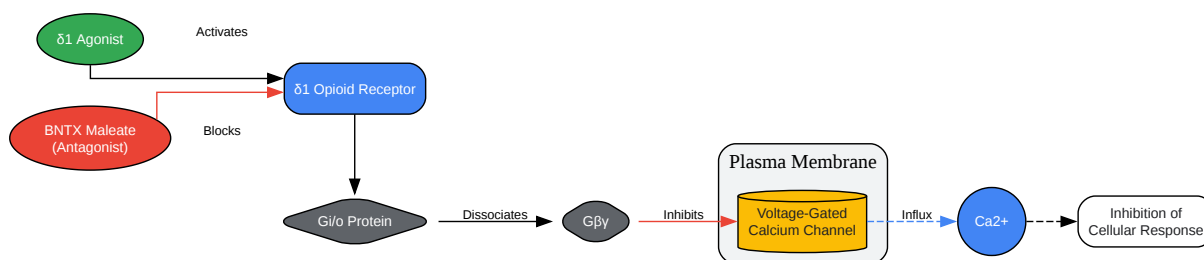 δ1 Agonist
Activates
δ1 Opioid Receptor
BNTX Maleate
(Antagonist)
Blocks
Plasma Membrane
Gi/o Protein
Dissociates
Gβγ
Inhibits
Voltage-Gated
Calcium Channel
Influx
Ca2+
Inhibition of
Cellular Response